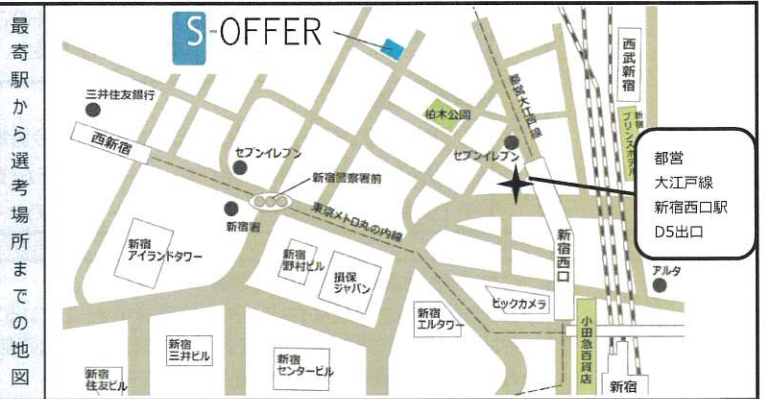 最寄駅から選考場所までの地図
S-OFFER
三井住友銀行
西新宿
セブンイレブン
新宿警察署前
新宿署
東京メトロ丸の内線
新宿
アイランドタワー
新宿
野村ビル
損保
ジャパン
新宿
三井ビル
新宿
住友ビル
新宿
センタービル
新宿
エルタワー
ビックカメラ
柏木公園
セブンイレブン
都営大江戸線
新宿西口
小田急百貨店
新宿
西武新宿
新宿
プリンスホテル
アルタ
都営
大江戸線
新宿西口駅
D5出口